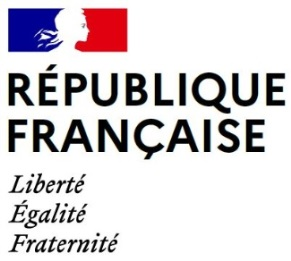 RÉPUBLIQUE
FRANÇAISE
Liberté
Égalité
Fraternité